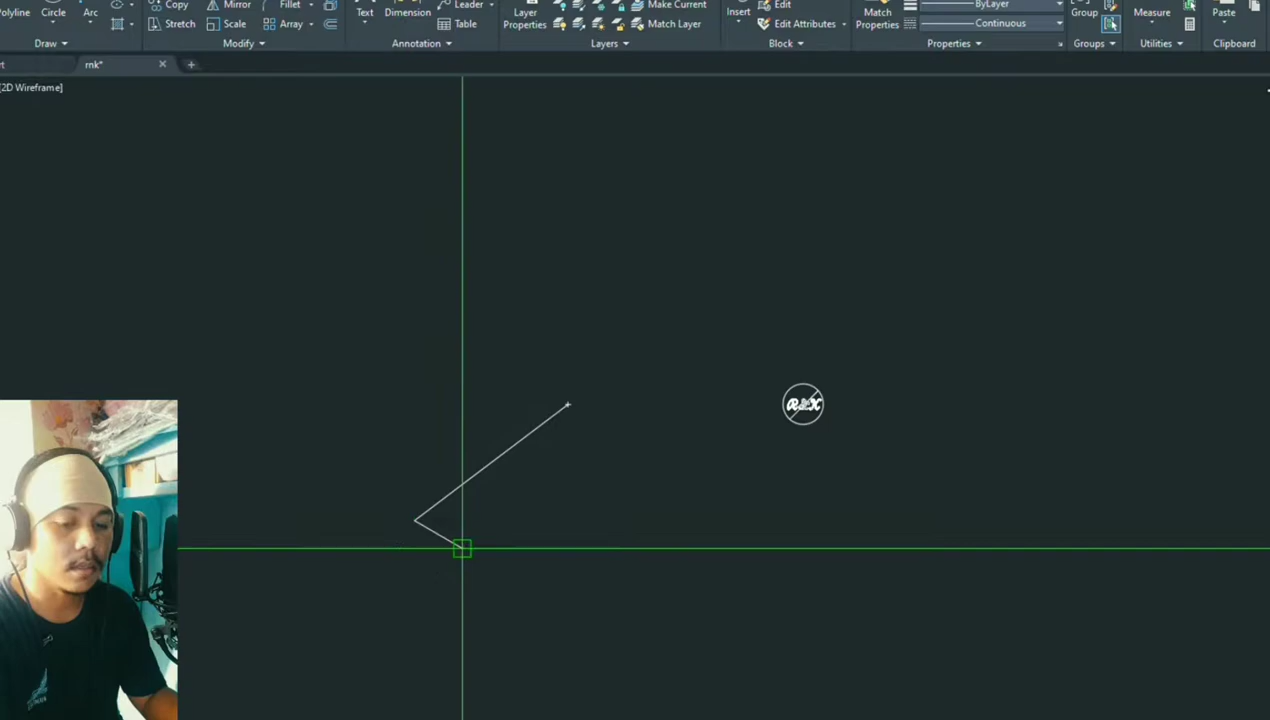 Polyline
Circle
Arc
Copy
Mirror
Fillet
Stretch
Scale
Array
Text
Dimension
Leader
Table
Layer Properties
Make Current
Match Layer
Insert
Edit
Edit Attributes
Match Properties
ByLayer
Continuous
Group
Measure
Paste
Draw
Modify
Annotation
Layers
Block
Properties
Groups
Utilities
Clipboard
rt
rnk*
[2D Wireframe]